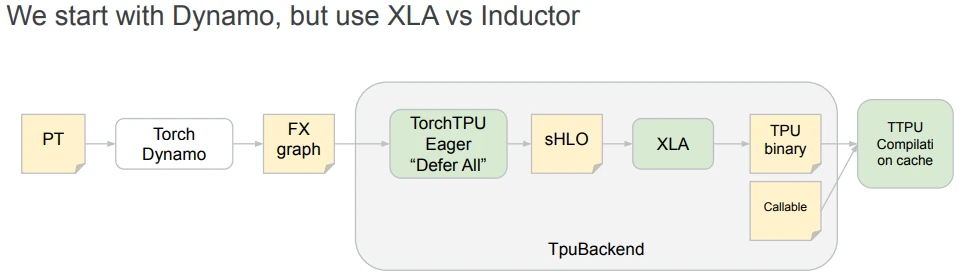 We start with Dynamo, but use XLA vs Inductor
PT
Torch
Dynamo
FX
graph
TorchTPU
Eager
“Defer All”
sHLO
XLA
TPU
binary
Callable
TTPU
Compilati
on cache
TpuBackend